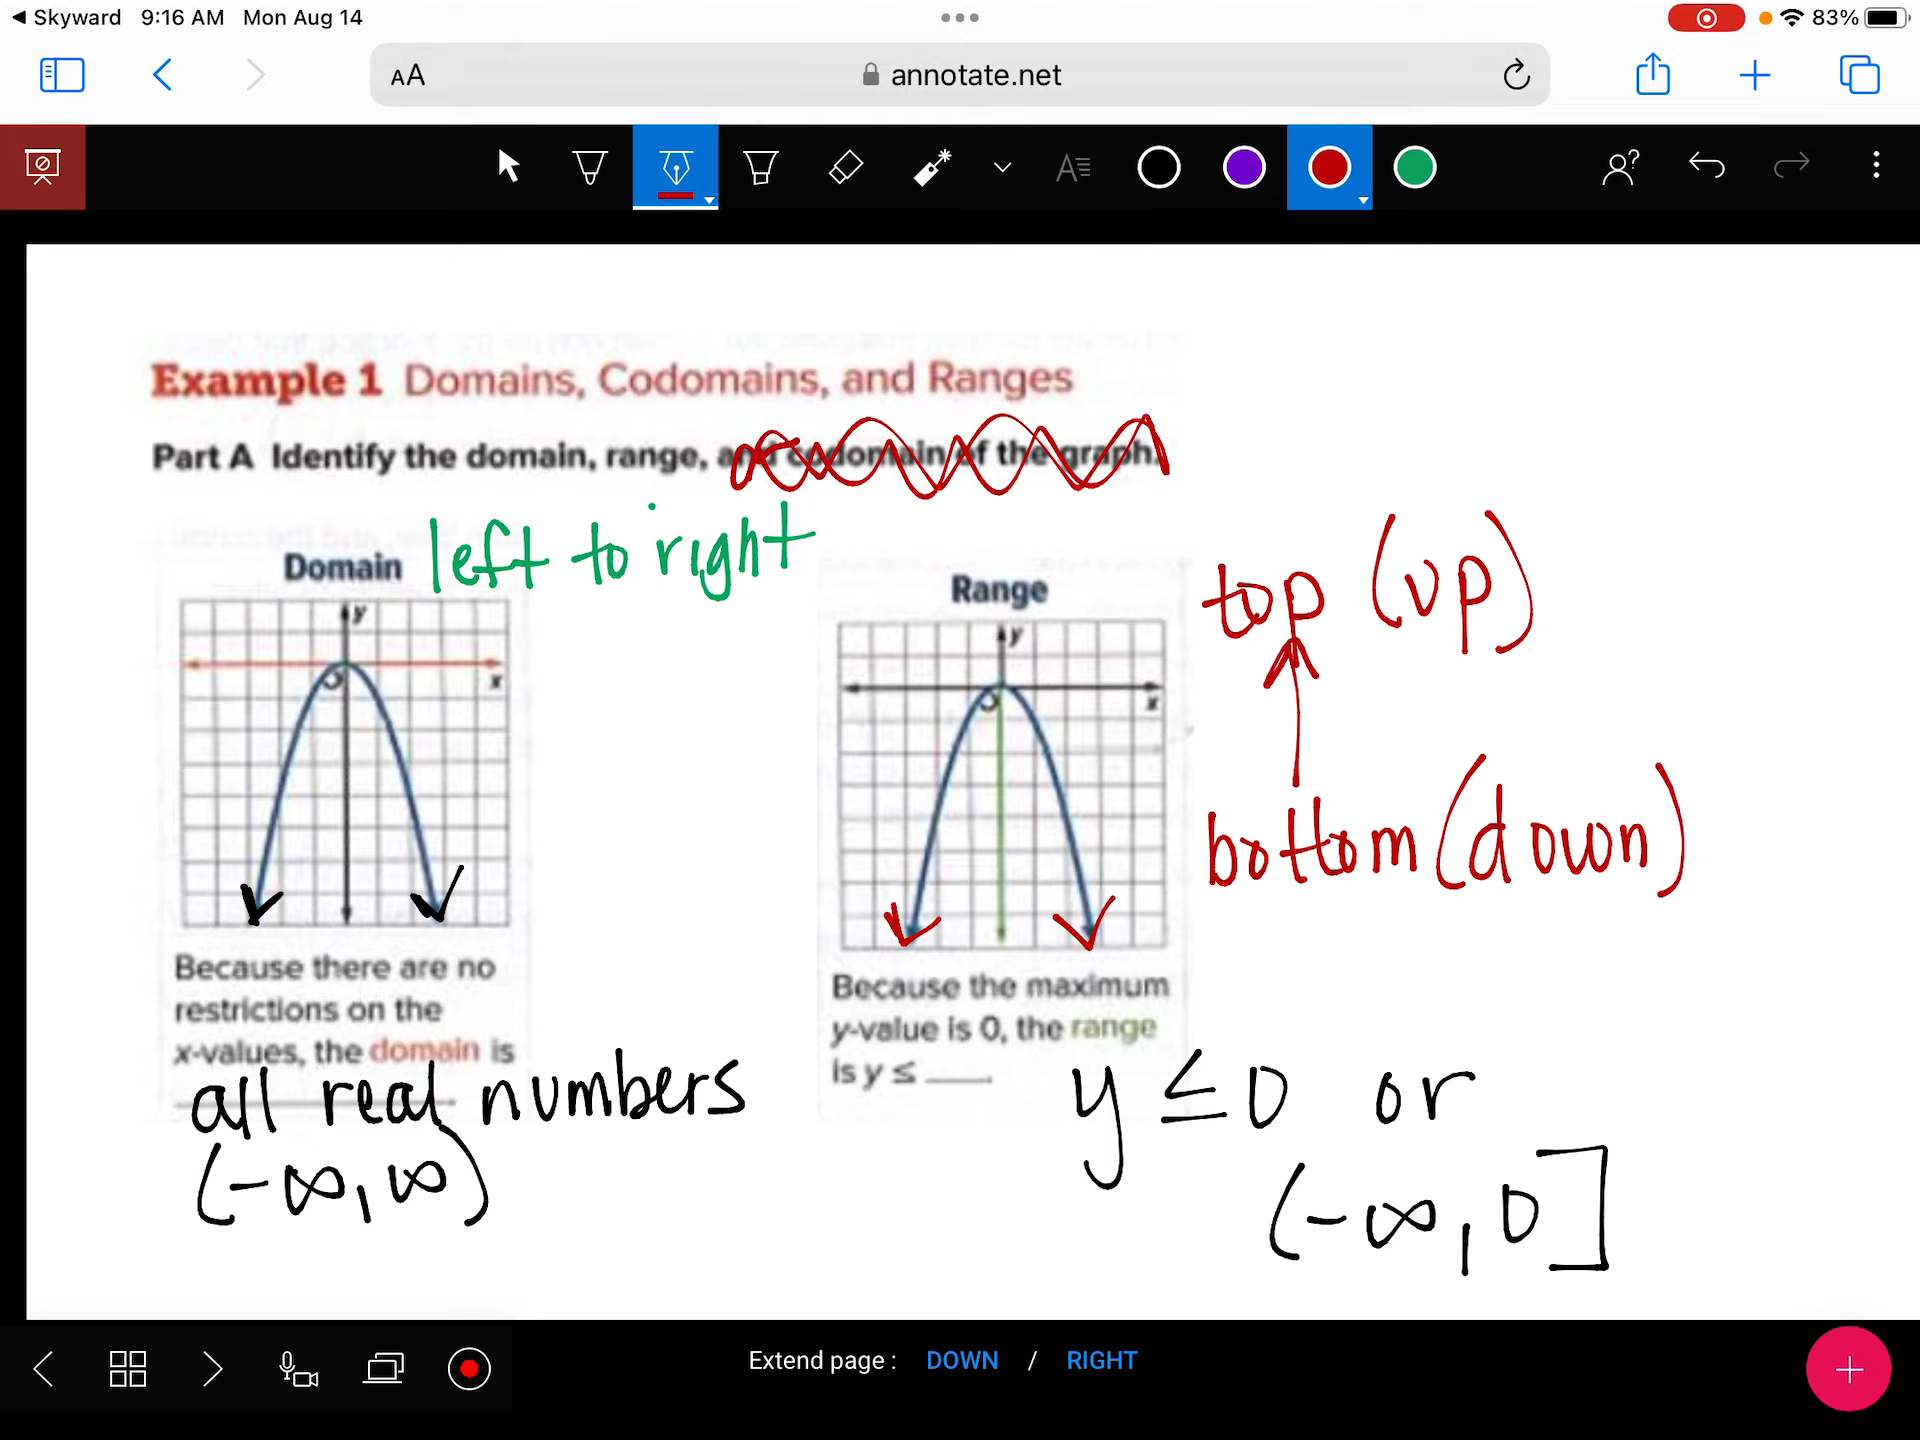 Skyward 9:16 AM Mon Aug 14 83%
AA annotate.net
Example 1 Domains, Codomains, and Ranges
Part A Identify the domain, range, and codomain of the graph.
left to right
Domain
y
x
O
Because there are no
restrictions on the
x-values, the domain is
all real numbers
(-∞, ∞)
Range
y
x
O
Because the maximum
y-value is 0, the range
is y ≤ ____.
top (up)
bottom (down)
y ≤ 0 or
(-∞, 0]
Extend page : DOWN / RIGHT